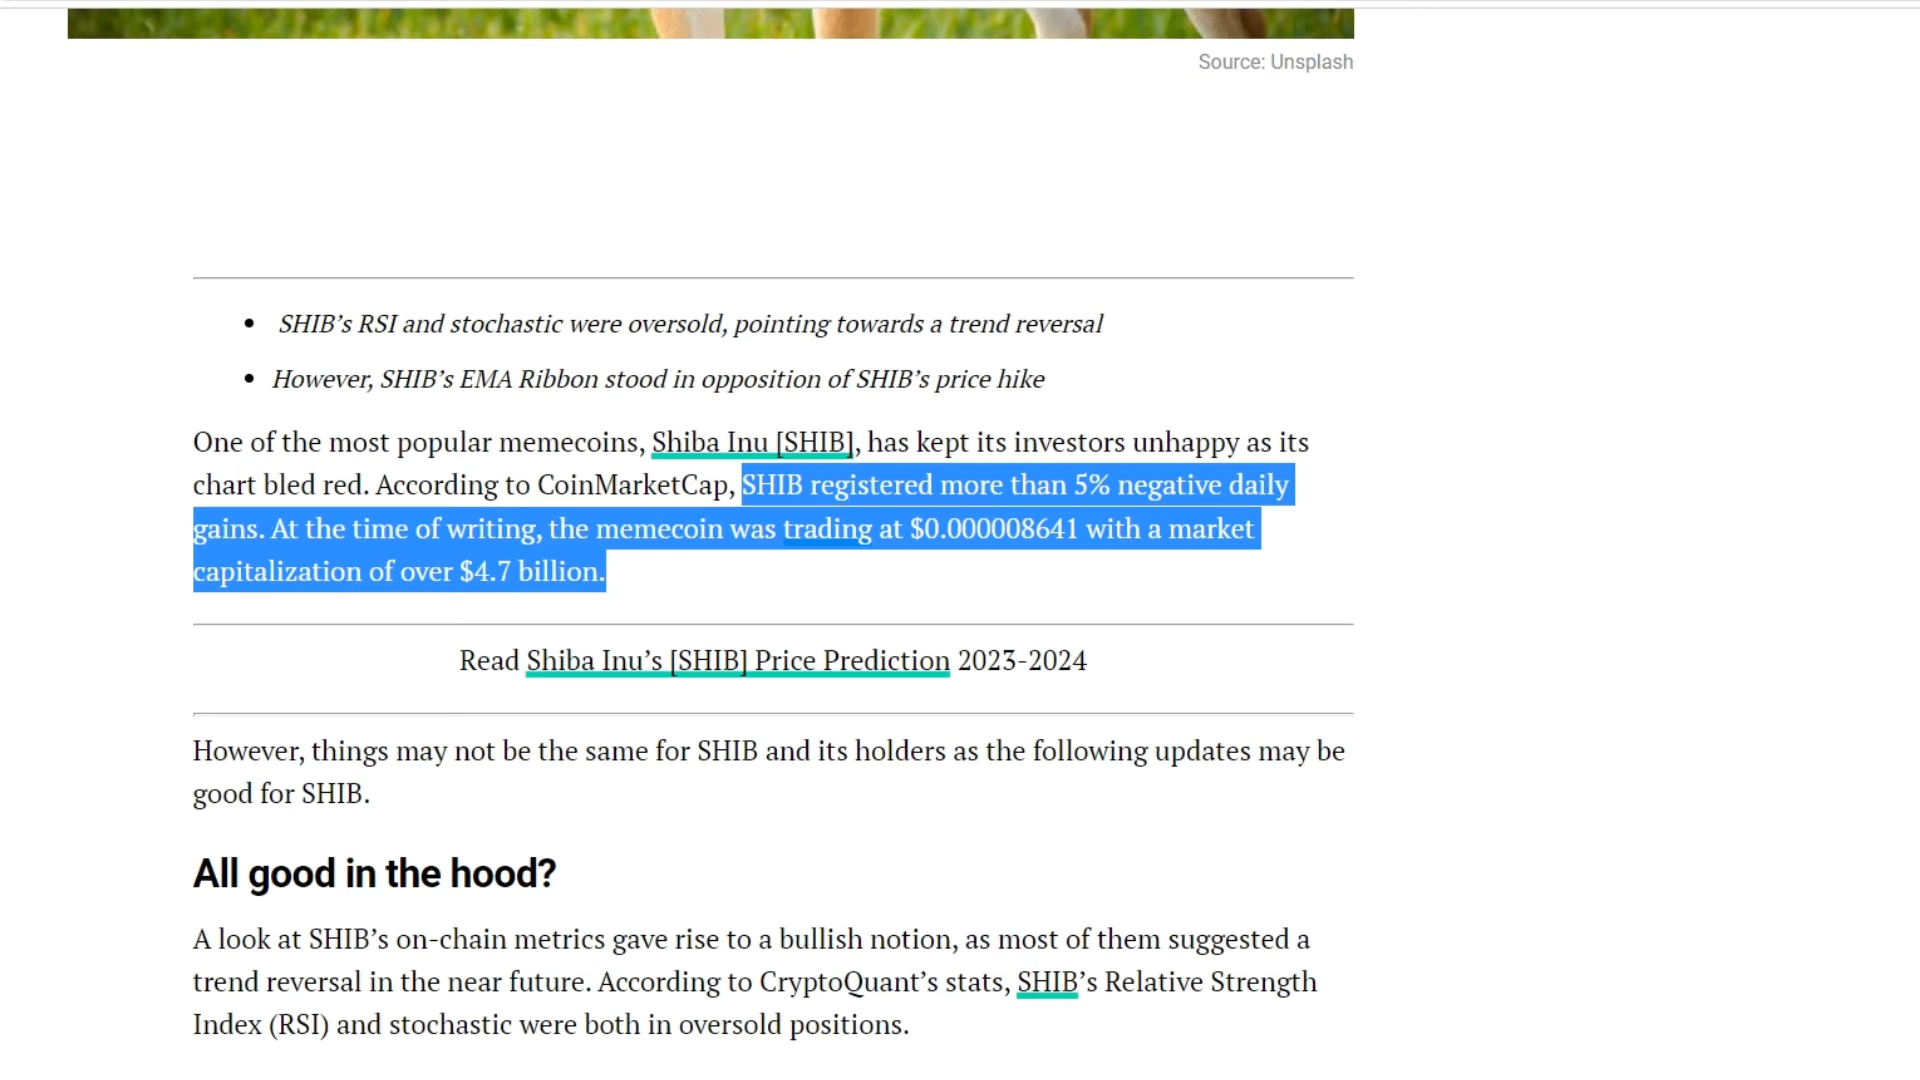 Source: Unsplash
SHIB’s RSI and stochastic were oversold, pointing towards a trend reversal
However, SHIB’s EMA Ribbon stood in opposition of SHIB’s price hike
One of the most popular memecoins, Shiba Inu [SHIB], has kept its investors unhappy as its
chart bled red. According to CoinMarketCap, SHIB registered more than 5% negative daily
gains. At the time of writing, the memecoin was trading at $0.000008641 with a market
capitalization of over $4.7 billion.
Read Shiba Inu’s [SHIB] Price Prediction 2023-2024
However, things may not be the same for SHIB and its holders as the following updates may be
good for SHIB.
All good in the hood?
A look at SHIB’s on-chain metrics gave rise to a bullish notion, as most of them suggested a
trend reversal in the near future. According to CryptoQuant’s stats, SHIB’s Relative Strength
Index (RSI) and stochastic were both in oversold positions.